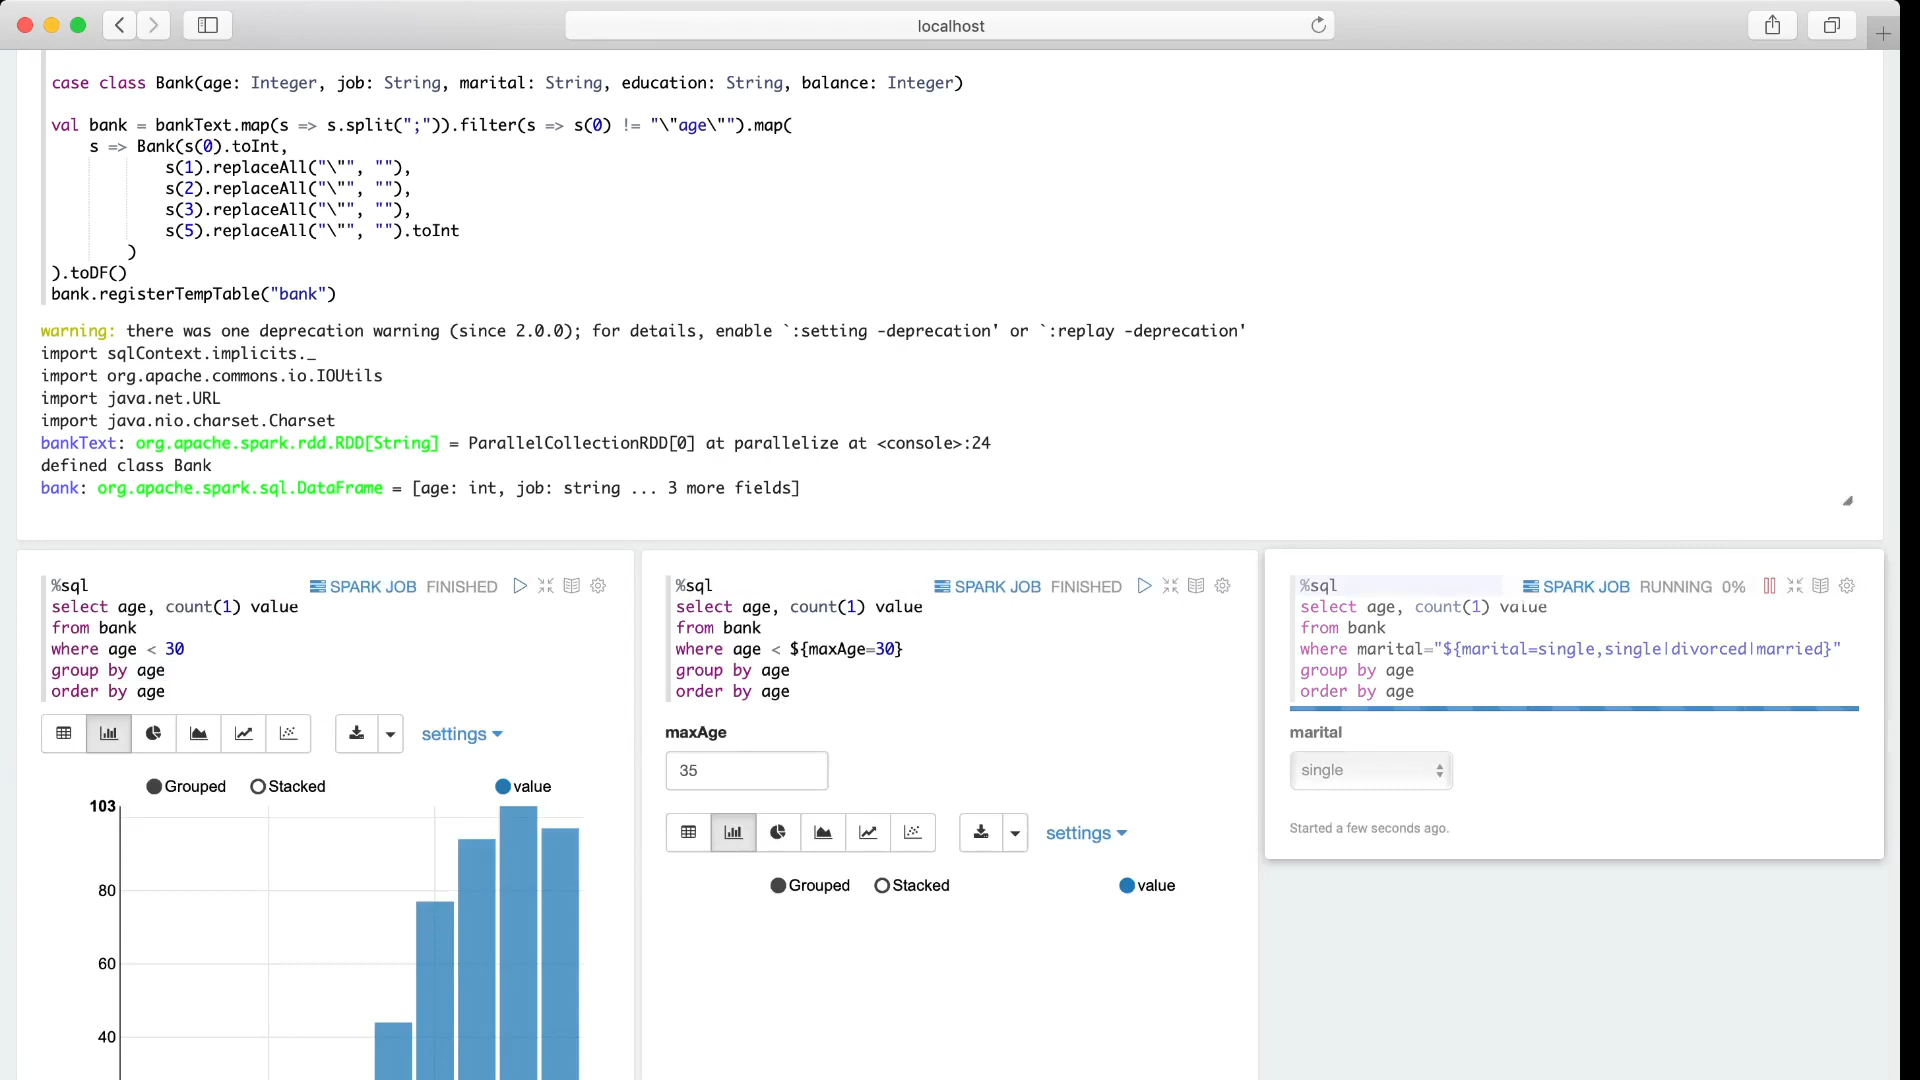 localhost
case class Bank(age: Integer, job: String, marital: String, education: String, balance: Integer)
val bank = bankText.map(s => s.split(";")).filter(s => s(0) != "\"age\"").map(
s => Bank(s(0).toInt,
s(1).replaceAll("\"", ""),
s(2).replaceAll("\"", ""),
s(3).replaceAll("\"", ""),
s(5).replaceAll("\"", "").toInt
)
).toDF()
bank.registerTempTable("bank")
warning: there was one deprecation warning (since 2.0.0); for details, enable `:setting -deprecation' or `:replay -deprecation'
import sqlContext.implicits._
import org.apache.commons.io.IOUtils
import java.net.URL
import java.nio.charset.Charset
bankText: org.apache.spark.rdd.RDD[String] = ParallelCollectionRDD[0] at parallelize at <console>:24
defined class Bank
bank: org.apache.spark.sql.DataFrame = [age: int, job: string ... 3 more fields]
%sql
SPARK JOB FINISHED
select age, count(1) value
from bank
where age < 30
group by age
order by age
settings
Grouped Stacked value
103
80
60
40
%sql
SPARK JOB FINISHED
select age, count(1) value
from bank
where age < ${maxAge=30}
group by age
order by age
maxAge
35
settings
Grouped Stacked value
%sql
SPARK JOB RUNNING 0%
select age, count(1) value
from bank
where marital="${marital=single,single|divorced|married}"
group by age
order by age
marital
single
Started a few seconds ago.